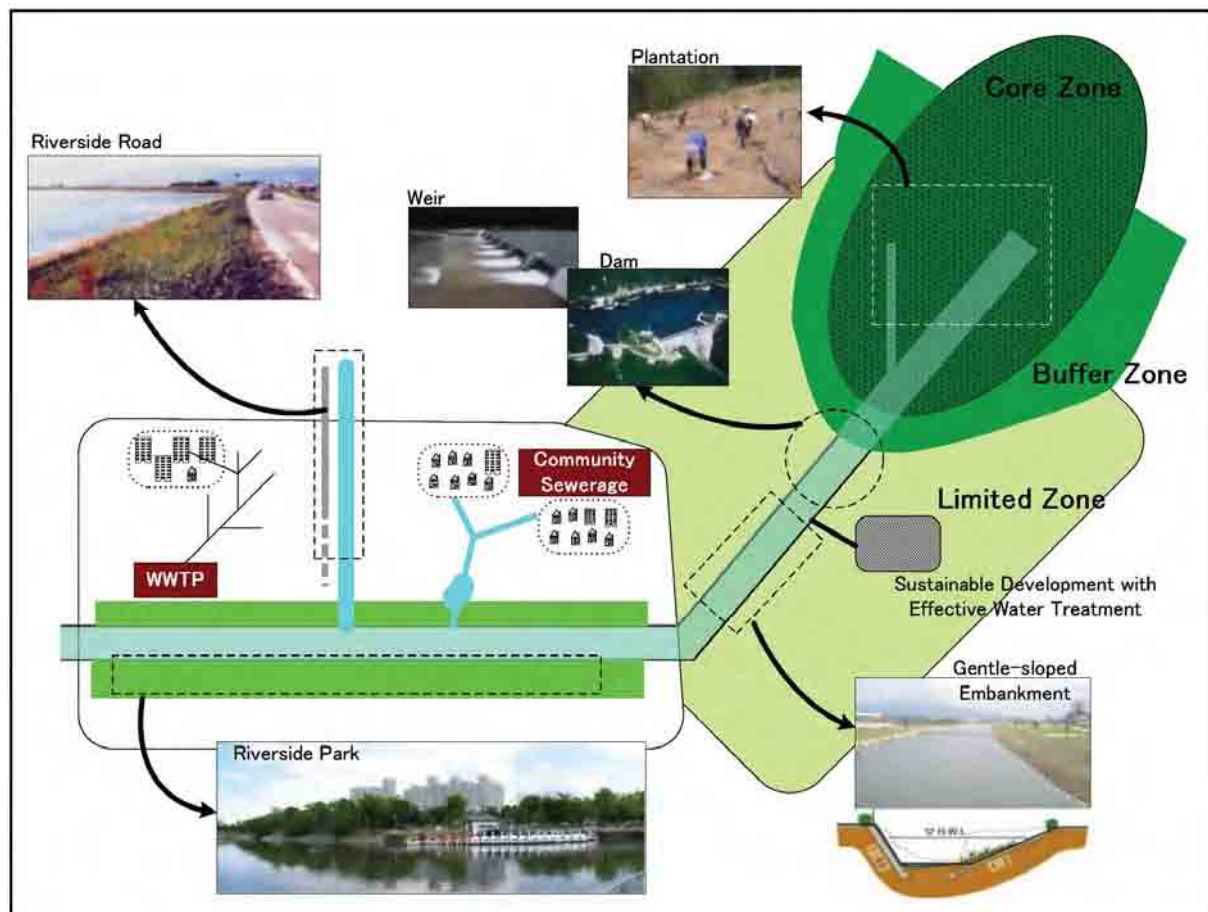 Plantation
Core Zone
Riverside Road
Weir
Dam
Buffer Zone
Community
Sewerage
Limited Zone
WWTP
Sustainable Development with
Effective Water Treatment
Gentle-sloped
Embankment
Riverside Park
H.W.L